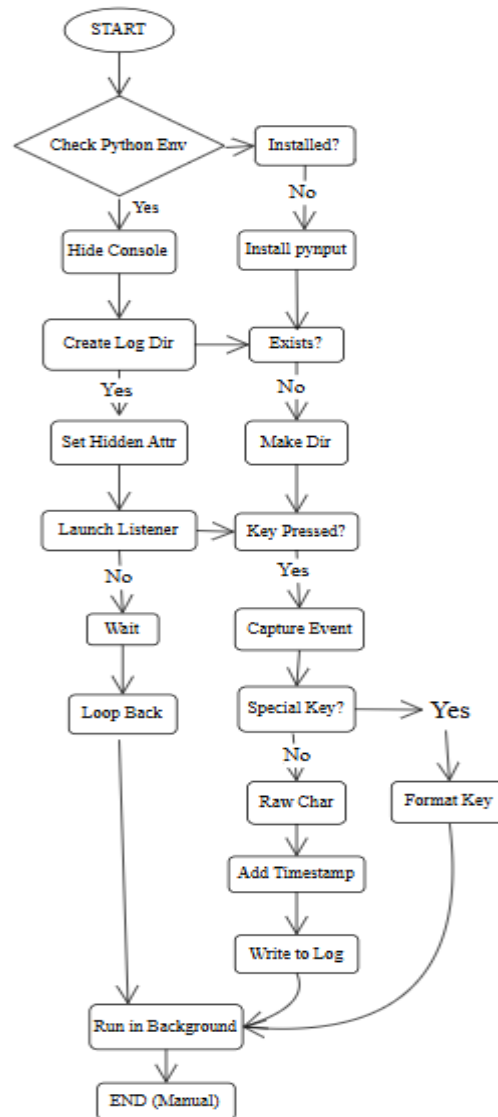 START
Check Python Env
Installed?
Yes
No
Hide Console
Install pynput
Create Log Dir
Exists?
Yes
No
Set Hidden Attr
Make Dir
Launch Listener
Key Pressed?
No
Yes
Wait
Capture Event
Loop Back
Special Key?
Yes
No
Raw Char
Format Key
Add Timestamp
Write to Log
Run in Background
END (Manual)